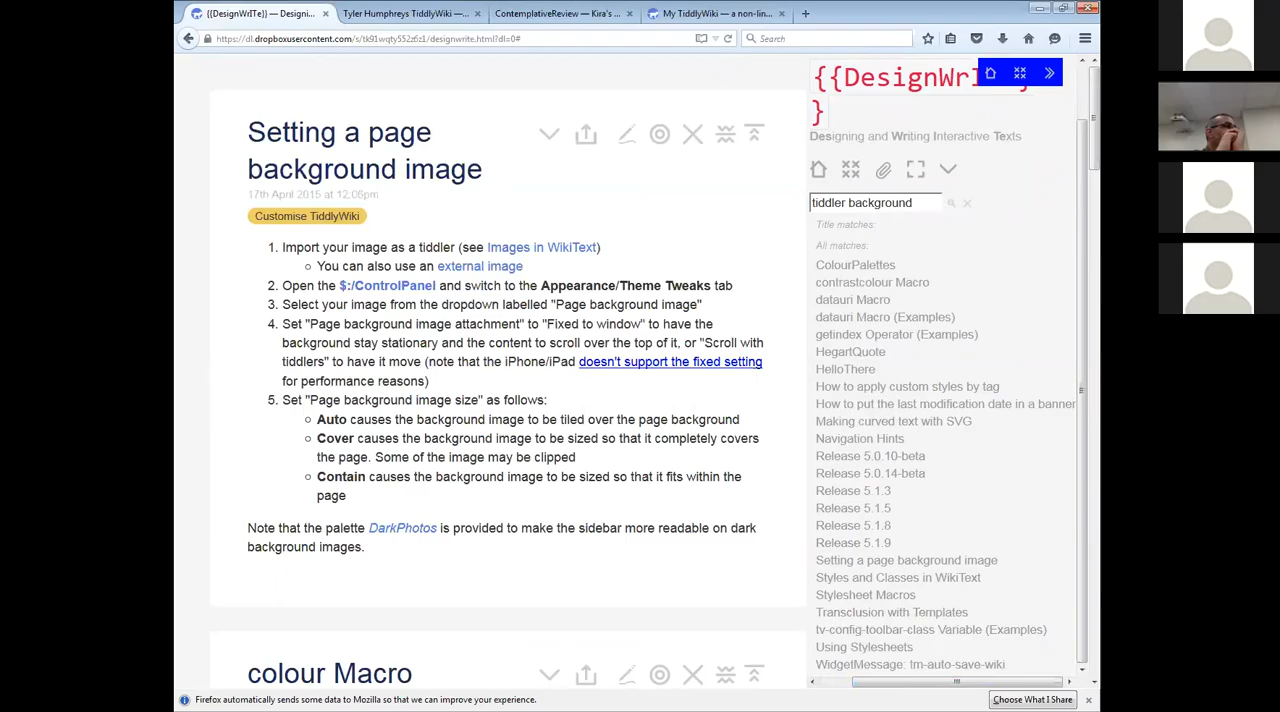 {{DesignWrITe}} — Designi...
Tyler Humphreys TiddlyWiki —...
ContemplativeReview — Kira's ...
My TiddlyWiki — a non-lin...
https://dl.dropboxusercontent.com/s/tk91wqty552z6z1/designwrite.html?dl=0#
Search
Setting a page
background image
17th April 2015 at 12:06pm
Customise TiddlyWiki
1. Import your image as a tiddler (see Images in WikiText)
You can also use an external image
2. Open the $:/ControlPanel and switch to the Appearance/Theme Tweaks tab
3. Select your image from the dropdown labelled "Page background image"
4. Set "Page background image attachment" to "Fixed to window" to have the
background stay stationary and the content to scroll over the top of it, or "Scroll with
tiddlers" to have it move (note that the iPhone/iPad doesn't support the fixed setting
for performance reasons)
5. Set "Page background image size" as follows:
Auto causes the background image to be tiled over the page background
Cover causes the background image to be sized so that it completely covers
the page. Some of the image may be clipped
Contain causes the background image to be sized so that it fits within the
page
Note that the palette DarkPhotos is provided to make the sidebar more readable on dark
background images.
colour Macro
}
Designing and Writing Interactive Texts
tiddler background
Title matches:
All matches:
ColourPalettes
contrastcolour Macro
datauri Macro
datauri Macro (Examples)
getindex Operator (Examples)
HegartQuote
HelloThere
How to apply custom styles by tag
How to put the last modification date in a banner
Making curved text with SVG
Navigation Hints
Release 5.0.10-beta
Release 5.0.14-beta
Release 5.1.3
Release 5.1.5
Release 5.1.8
Release 5.1.9
Setting a page background image
Styles and Classes in WikiText
Stylesheet Macros
Transclusion with Templates
tv-config-toolbar-class Variable (Examples)
Using Stylesheets
WidgetMessage: tm-auto-save-wiki
Firefox automatically sends some data to Mozilla so that we can improve your experience.
Choose What I Share